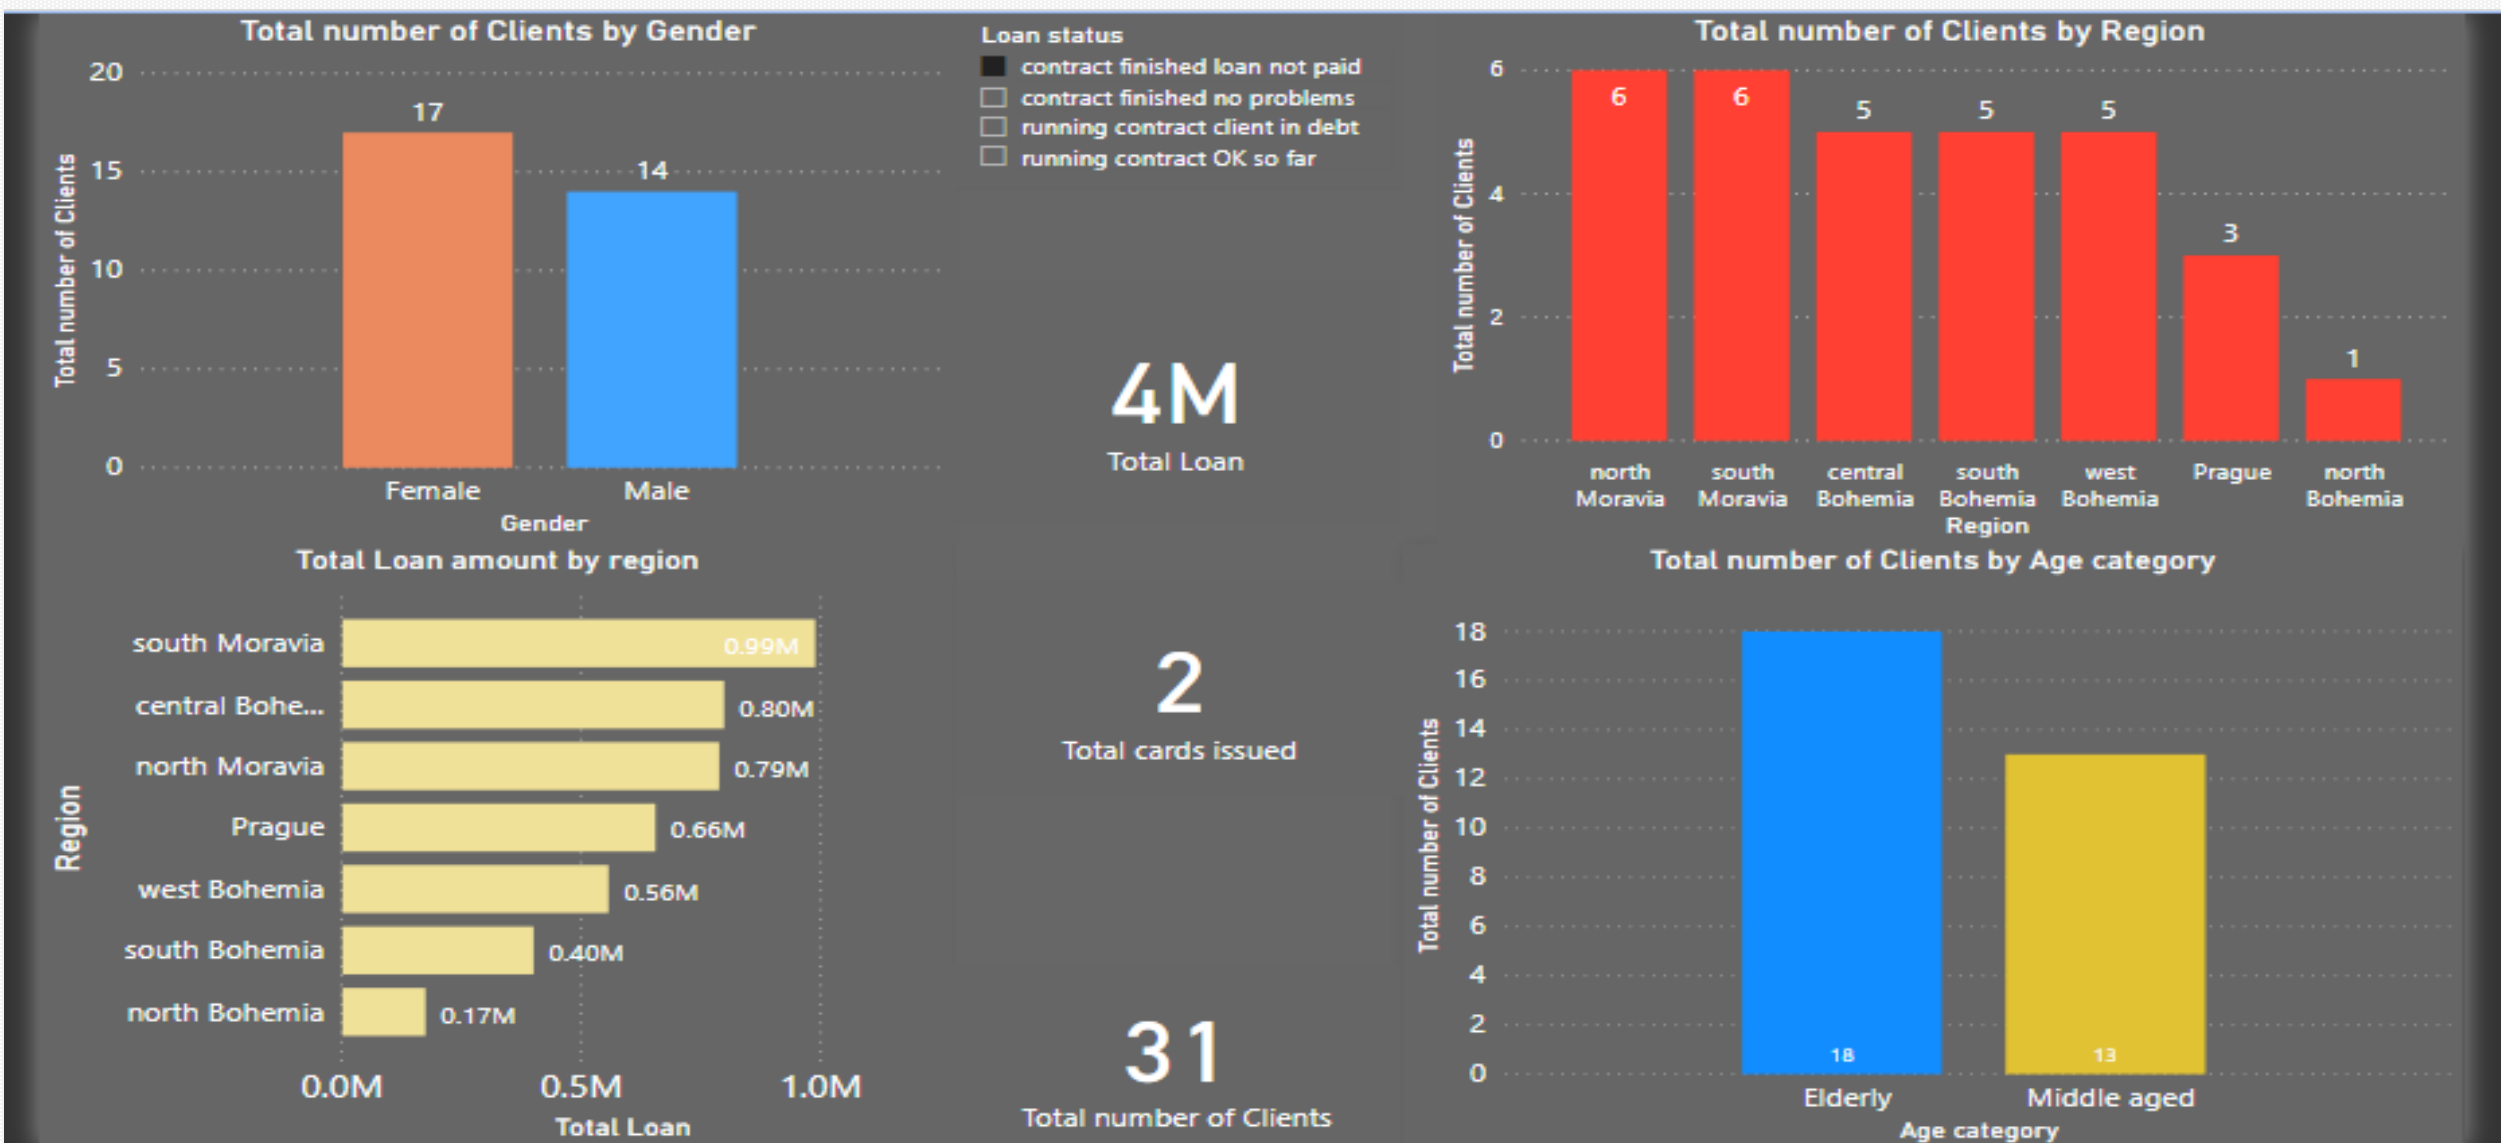 Total number of Clients by Gender
20
15
10
5
0
Total number of Clients
17
14
Female
Male
Gender
Loan status
contract finished loan not paid
contract finished no problems
running contract client in debt
running contract OK so far
4M
Total Loan
2
Total cards issued
31
Total number of Clients
Total number of Clients by Region
6
4
2
0
Total number of Clients
6
6
5
5
5
3
1
north
Moravia
south
Moravia
central
Bohemia
south
Bohemia
west
Bohemia
Prague
north
Bohemia
Region
Total Loan amount by region
Region
south Moravia
0.99M
central Bohe...
0.80M
north Moravia
0.79M
Prague
0.66M
west Bohemia
0.56M
south Bohemia
0.40M
north Bohemia
0.17M
0.0M
0.5M
1.0M
Total Loan
Total number of Clients by Age category
18
16
14
12
10
8
6
4
2
0
Total number of Clients
18
13
Elderly
Middle aged
Age category